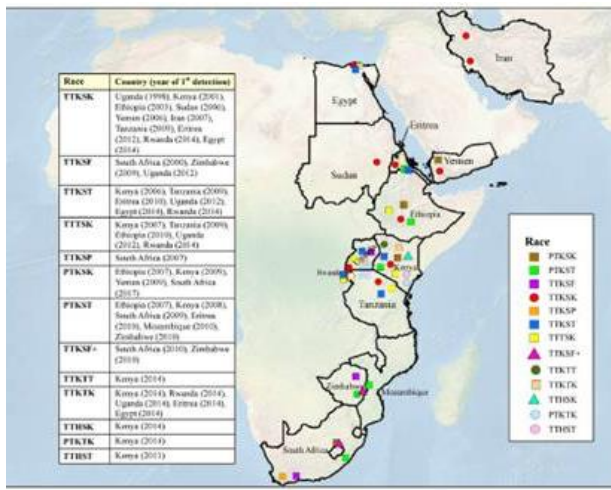 Race Country (year of 1st detection)
TTKSK Uganda (1998), Kenya (2001),
Ethiopia (2003), Sudan (2006),
Yemen (2006), Iran (2007),
Tanzania (2009), Eritrea
(2012), Rwanda (2014), Egypt
(2014)
TTKSF South Africa (2000), Zimbabwe
(2009), Uganda (2012)
TTKST Kenya (2006), Tanzania (2009),
Eritrea (2010), Uganda (2012),
Egypt (2014), Rwanda (2014)
TTTSK Kenya (2007), Tanzania (2009),
Ethiopia (2010), Uganda
(2012), Rwanda (2014)
TTKSP South Africa (2007)
PTKSK Ethiopia (2007), Kenya (2009),
Yemen (2009), South Africa
(2017)
PTKST Ethiopia (2007), Kenya (2008),
South Africa (2009), Eritrea
(2010), Mozambique (2010),
Zimbabwe (2010)
TTKSF+ South Africa (2010), Zimbabwe
(2010)
TTKTT Kenya (2014)
TTKTK Kenya (2014), Rwanda (2014),
Uganda (2014), Eritrea (2014),
Egypt (2014)
TTHSK Kenya (2014)
PTKTK Kenya (2014)
TTHST Kenya (2013)
Iran
Egypt
Eritrea
Yemen
Sudan
Ethiopia
Kenya
Rwanda
Tanzania
Zimbabwe
Mozambique
South Africa
Race
PTKSK
PTKST
TTKSF
TTKSK
TTKSP
TTKST
TTTSK
TTKSF+
TTKTT
TTKTK
TTHSK
PTKTK
TTHST